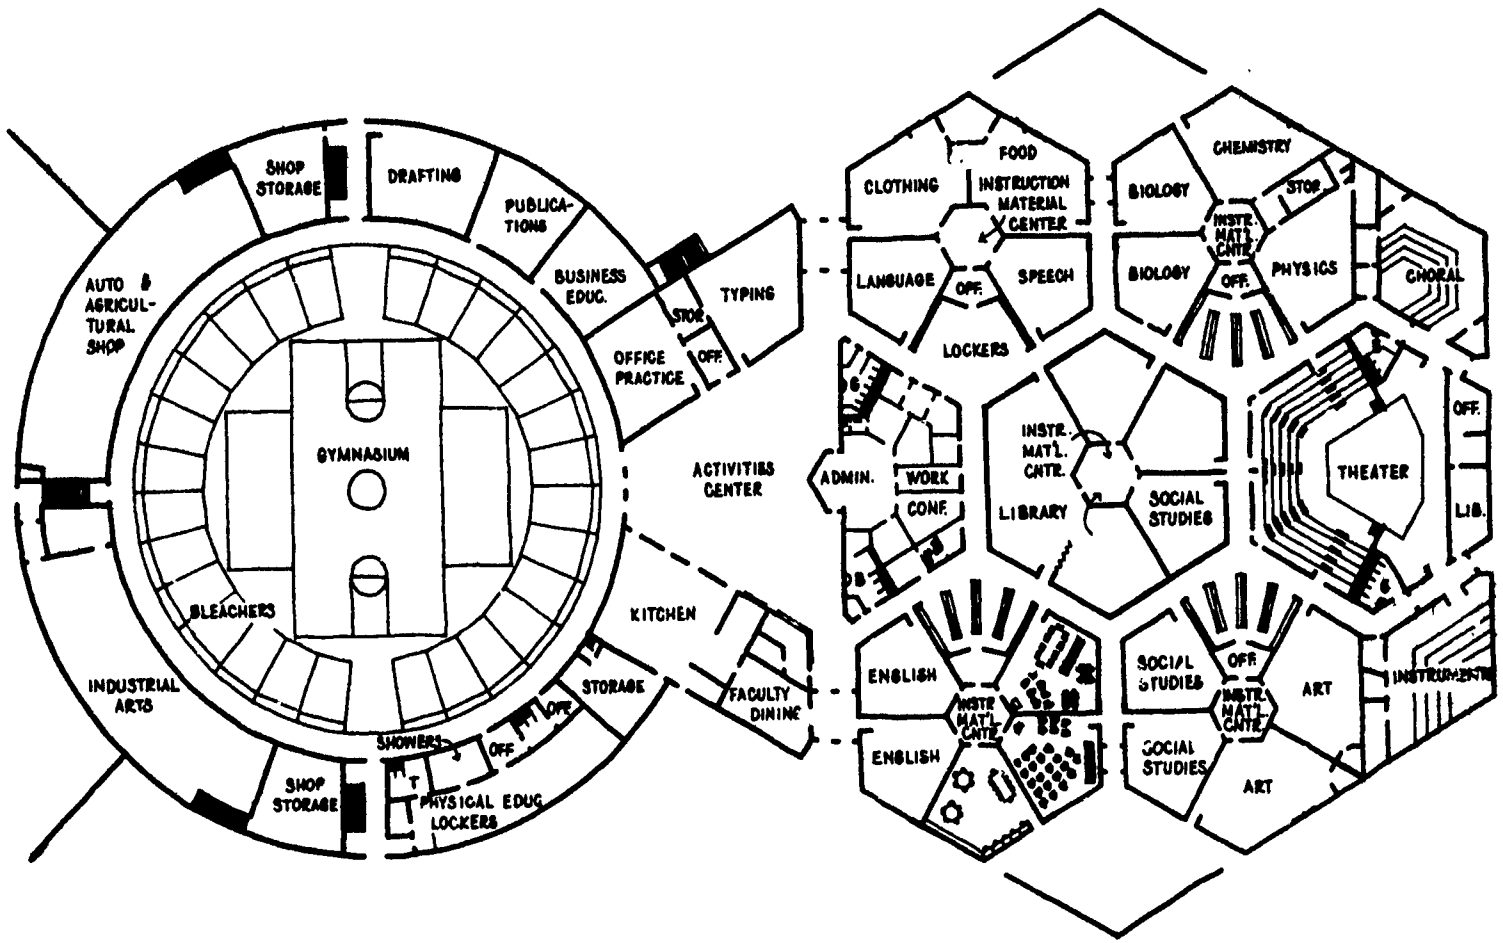 SHOP
STORAGE
DRAFTING
PUBLICA-
TIONS
BUSINESS
EDUC.
AUTO &
AGRICUL-
TURAL
SHOP
TYPING
STOR.
OFF.
OFFICE
PRACTICE
GYMNASIUM
BLEACHERS
ACTIVITIES
CENTER
KITCHEN
FACULTY
DINING
STORAGE
OFF.
OFF
SHOWERS
PHYSICAL EDUC.
LOCKERS
INDUSTRIAL
ARTS
SHOP
STORAGE
T
CLOTHING
FOOD
INSTRUCTION
MATERIAL
CENTER
LANGUAGE
OFF.
SPEECH
LOCKERS
BIOLOGY
CHEMISTRY
STOR.
INSTR.
MAT'L.
CNTR.
BIOLOGY
OFF.
PHYSICS
CHORAL
G
ADMIN.
WORK
CONF.
B
INSTR.
MAT'L.
CNTR.
LIBRARY
SOCIAL
STUDIES
THEATER
OFF.
LIB.
ENGLISH
INSTR
MAT'L
CNTR
ENGLISH
SOCIAL
STUDIES
OFF.
INSTR
MAT'L.
CNTR.
ART
SOCIAL
STUDIES
ART